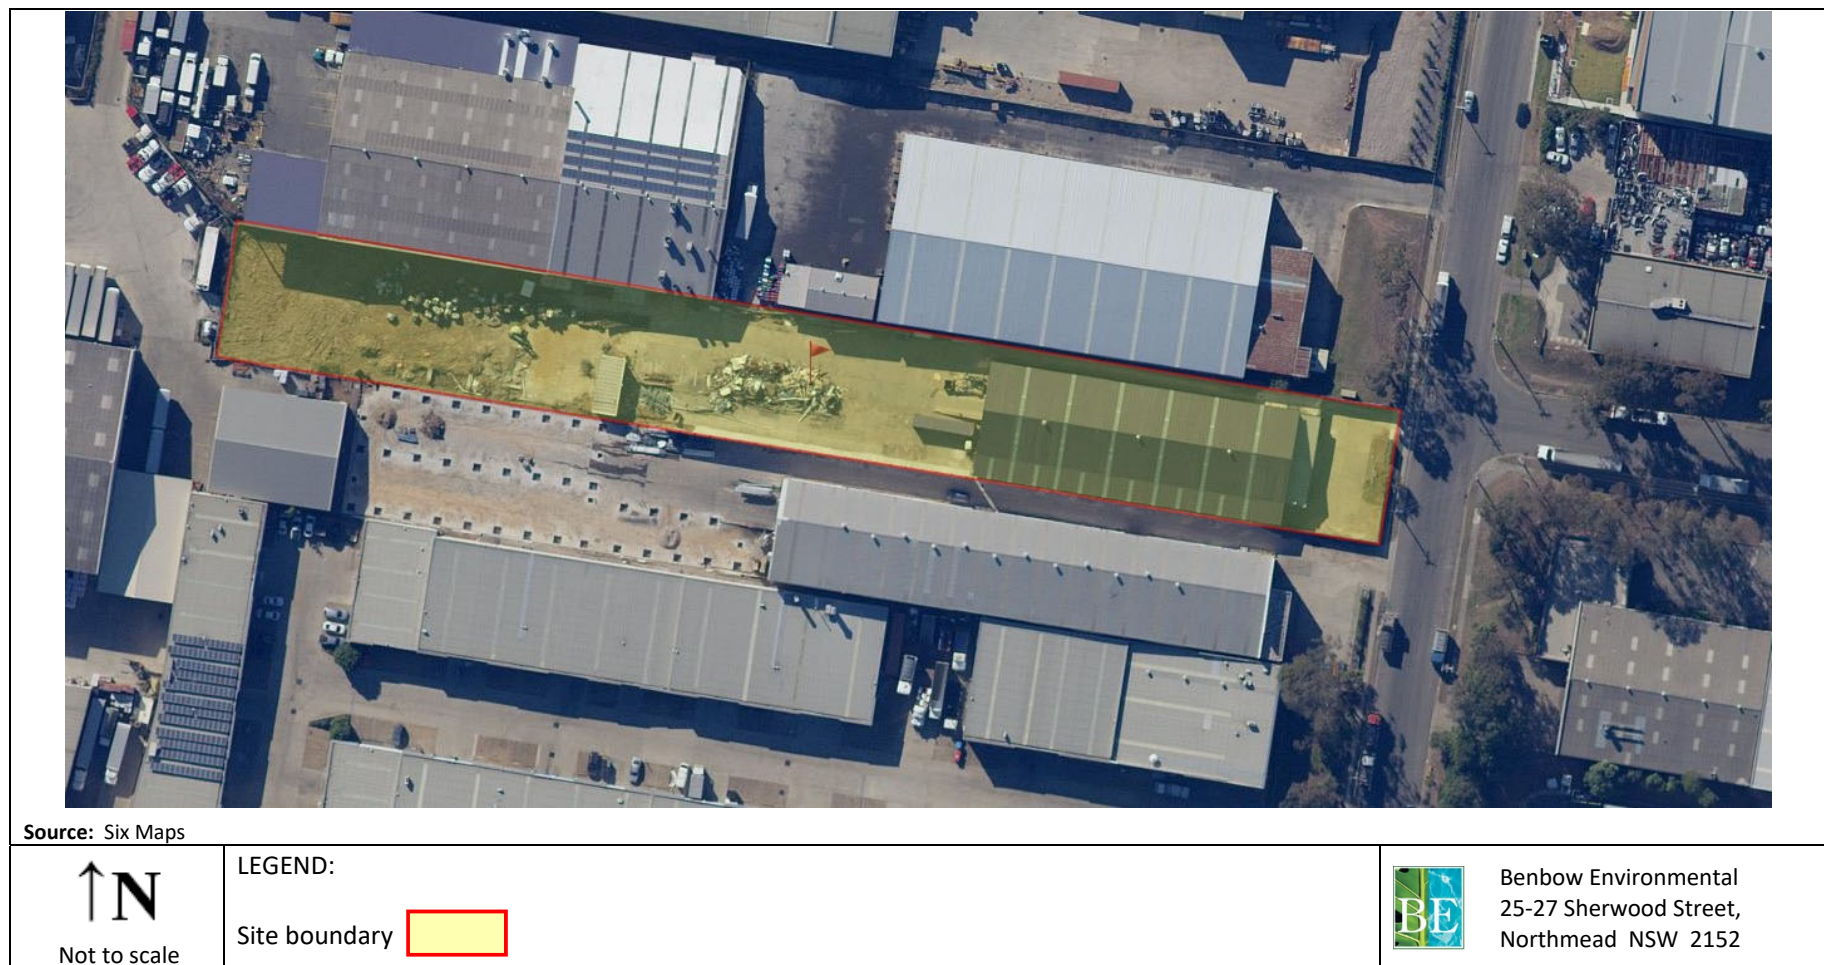 Source: Six Maps
↑N
Not to scale
LEGEND:
Site boundary
BE
Benbow Environmental
25-27 Sherwood Street,
Northmead NSW 2152